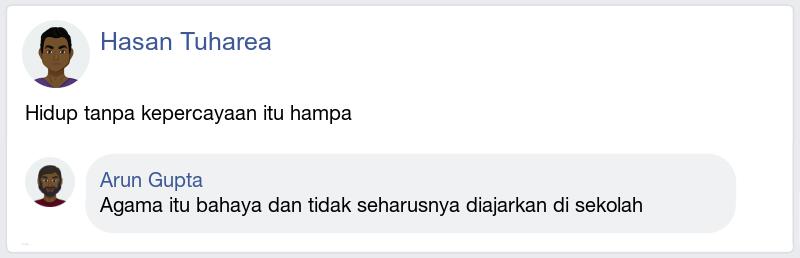 Hasan Tuharea
Hidup tanpa kepercayaan itu hampa
Arun Gupta
Agama itu bahaya dan tidak seharusnya diajarkan di sekolah